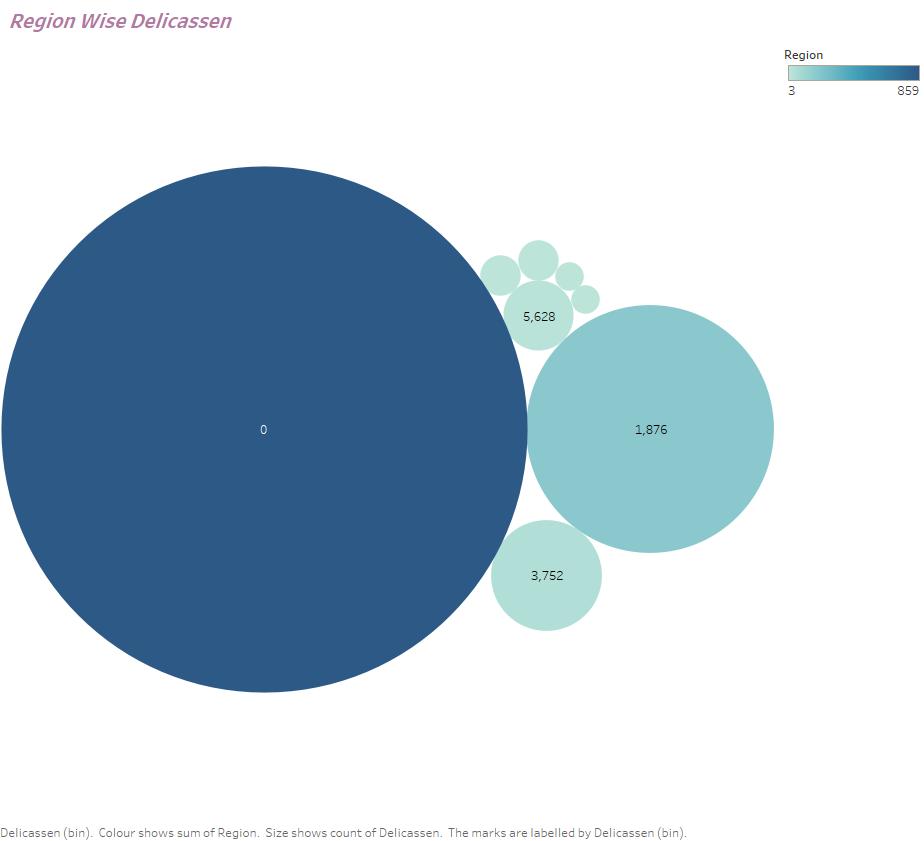 Region Wise Delicassen
Region
3 859
5,628
0
1,876
3,752
Delicassen (bin). Colour shows sum of Region. Size shows count of Delicassen. The marks are labelled by Delicassen (bin).